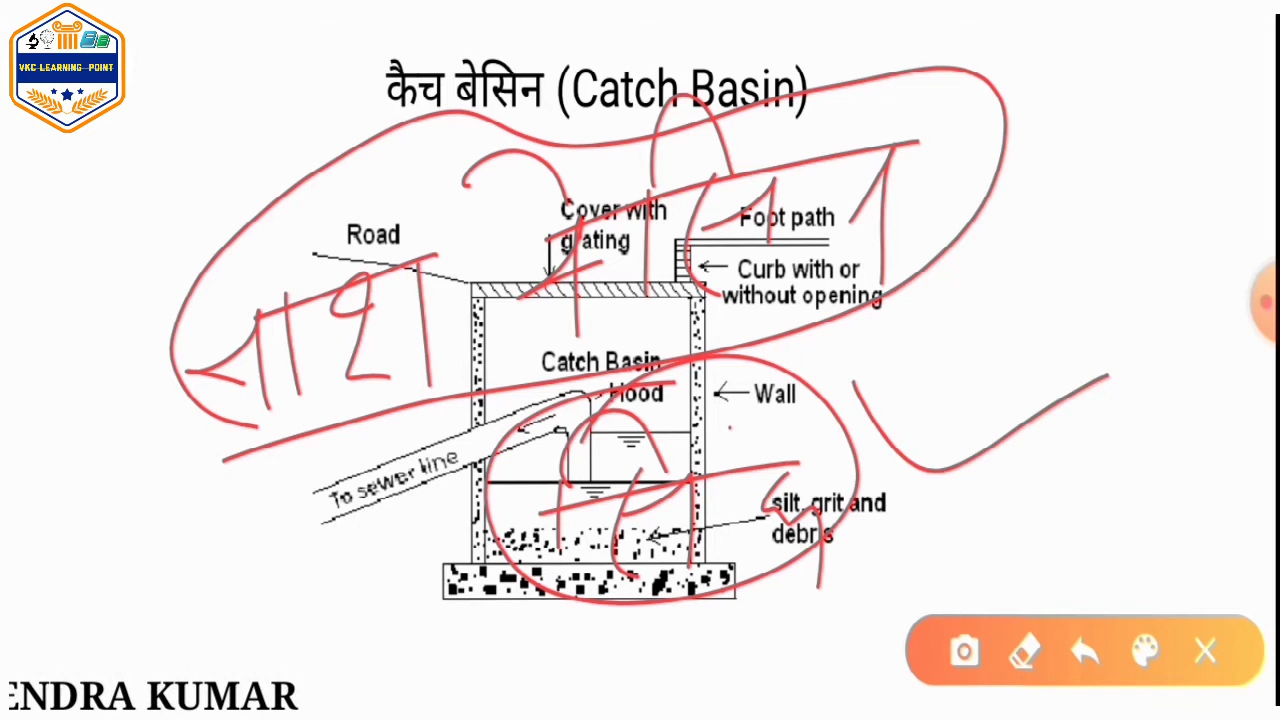 VKC-LEARNING-POINT
कैच बेसिन (Catch Basin)
Cover with
grating
Road
Foot path
Curb with or
without opening
Catch Basin
Hood
Wall
To sewer line
silt, grit and
debris
ENDRA KUMAR